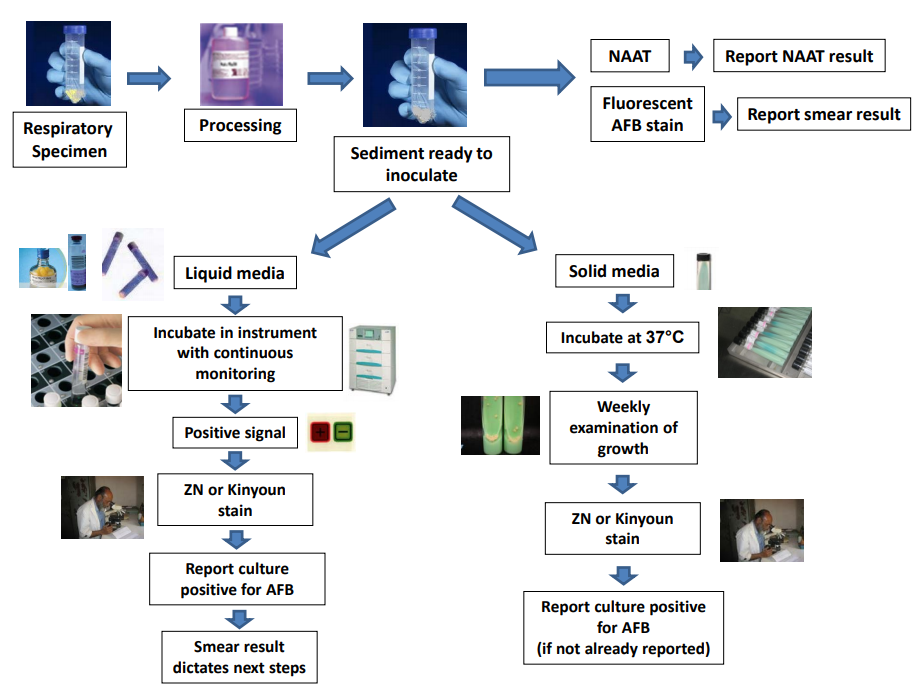 NAAT
Report NAAT result
Respiratory
Specimen
Processing
Fluorescent
AFB stain
Report smear result
Sediment ready to
inoculate
Liquid media
Incubate in instrument
with continuous
monitoring
Positive signal
ZN or Kinyoun
stain
Report culture
positive for AFB
Smear result
dictates next steps
Solid media
Incubate at 37°C
Weekly
examination of
growth
ZN or Kinyoun
stain
Report culture positive
for AFB
(if not already reported)